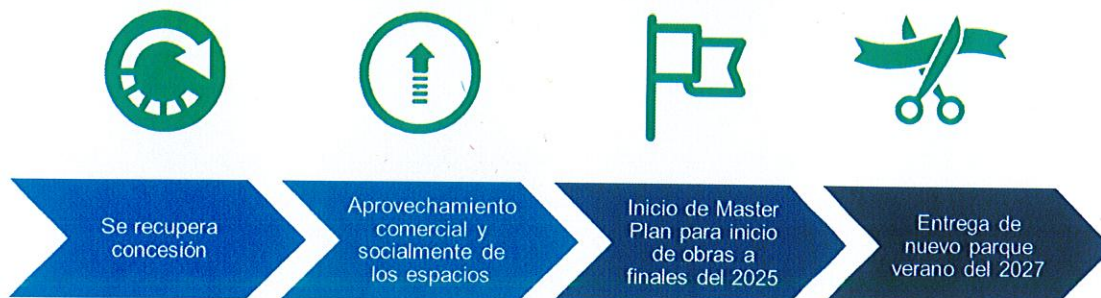 Se recupera
concesión
Aprovechamiento
comercial y
socialmente de
los espacios
Inicio de Master
Plan para inicio
de obras a
finales del 2025
Entrega de
nuevo parque
verano del 2027